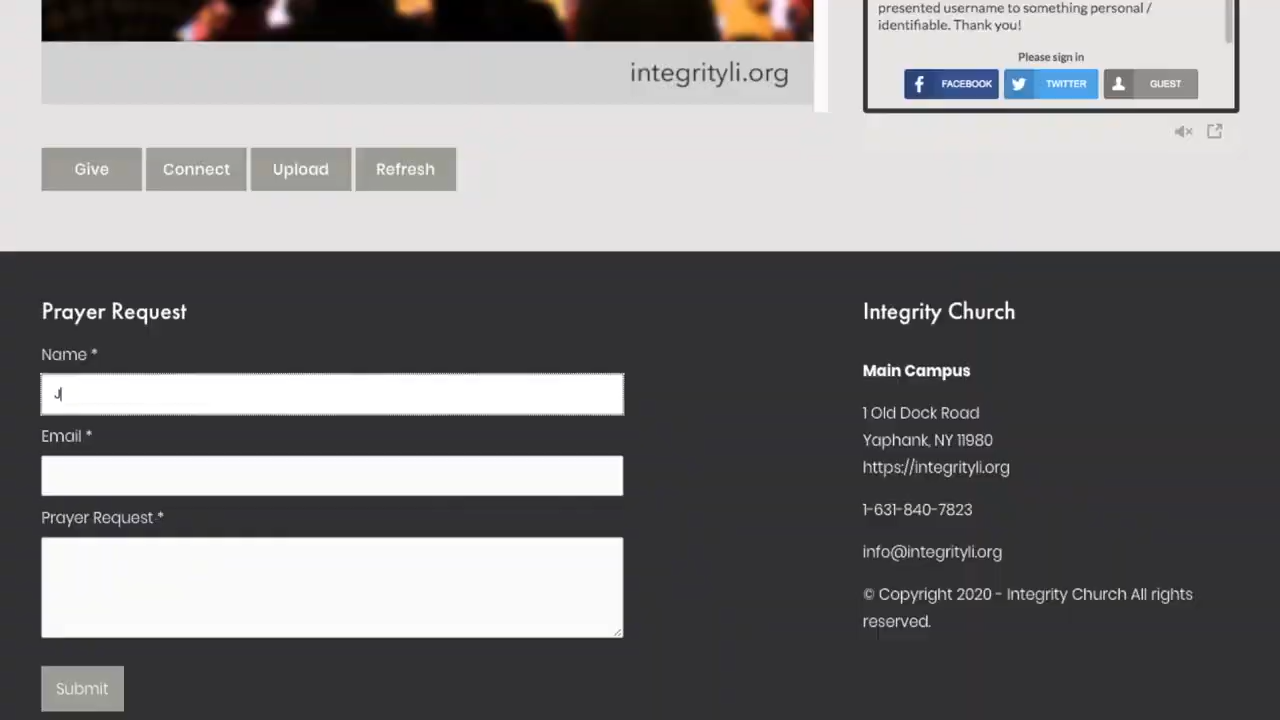 presented username to something personal /
identifiable. Thank you!
Please sign in
FACEBOOK
TWITTER
GUEST
integrityli.org
Give
Connect
Upload
Refresh
Prayer Request
Name *
J
Email *
Prayer Request *
Submit
Integrity Church
Main Campus
1 Old Dock Road
Yaphank, NY 11980
https://integrityli.org
1-631-840-7823
info@integrityli.org
© Copyright 2020 - Integrity Church All rights
reserved.